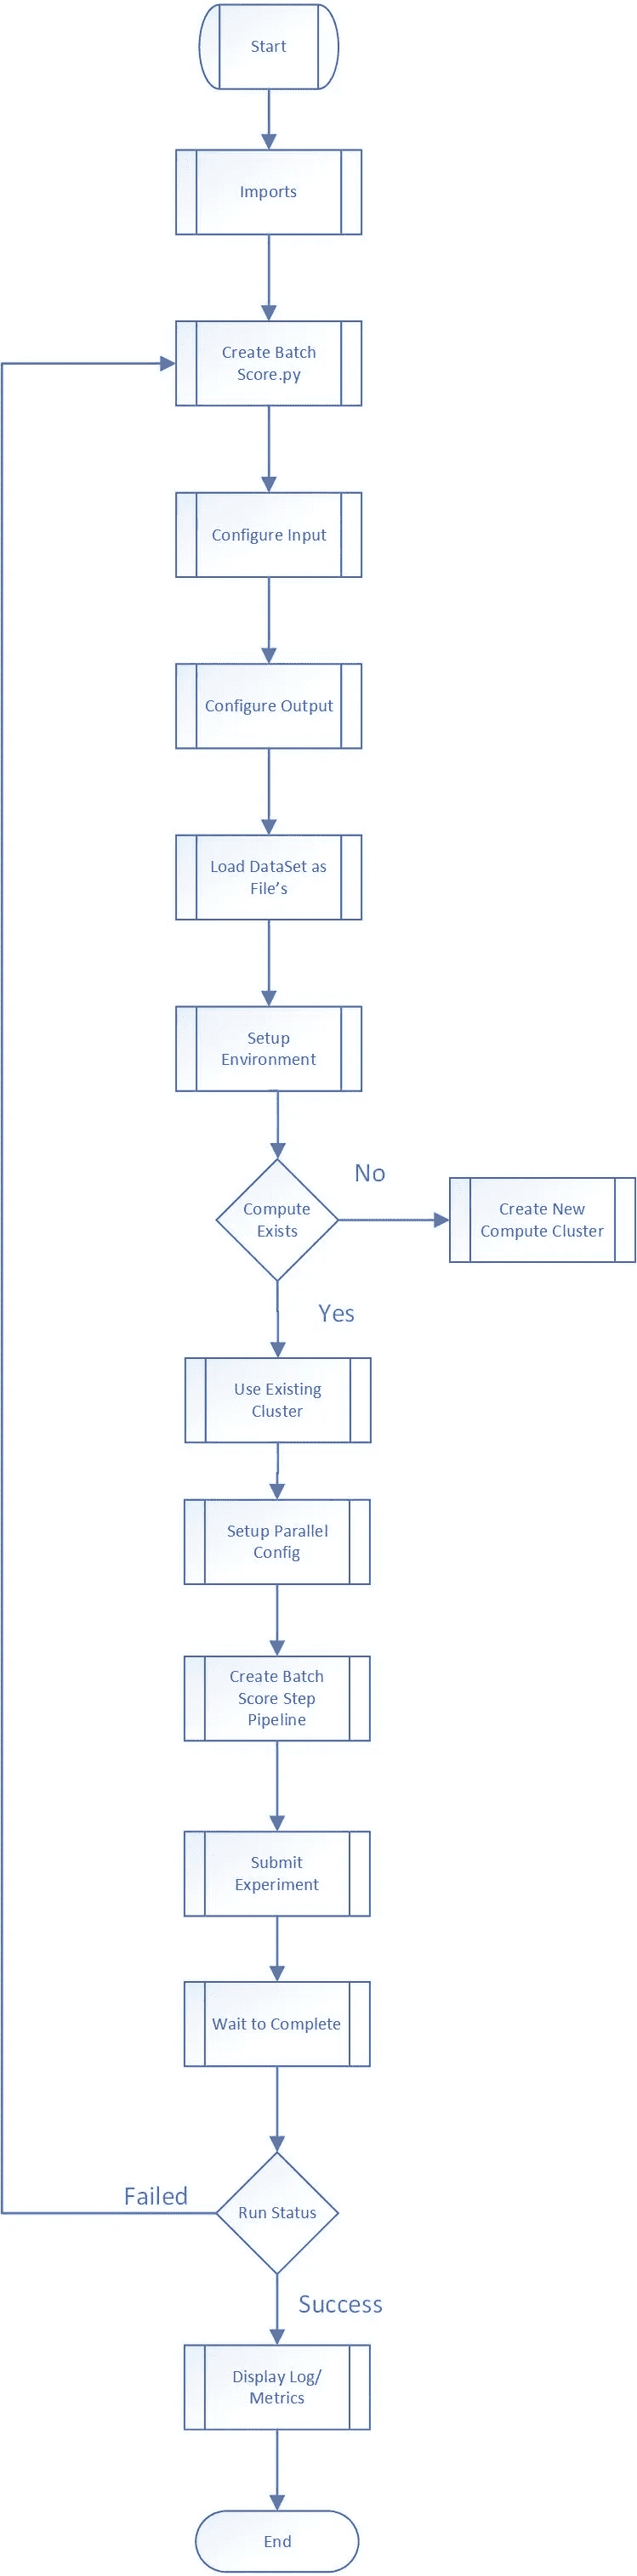 Start
Imports
Create Batch
Score.py
Configure Input
Configure Output
Load DataSet as
File’s
Setup
Environment
No
Compute
Exists
Create New
Compute Cluster
Yes
Use Existing
Cluster
Setup Parallel
Config
Create Batch
Score Step
Pipeline
Submit
Experiment
Wait to Complete
Failed
Run Status
Success
Display Log/
Metrics
End